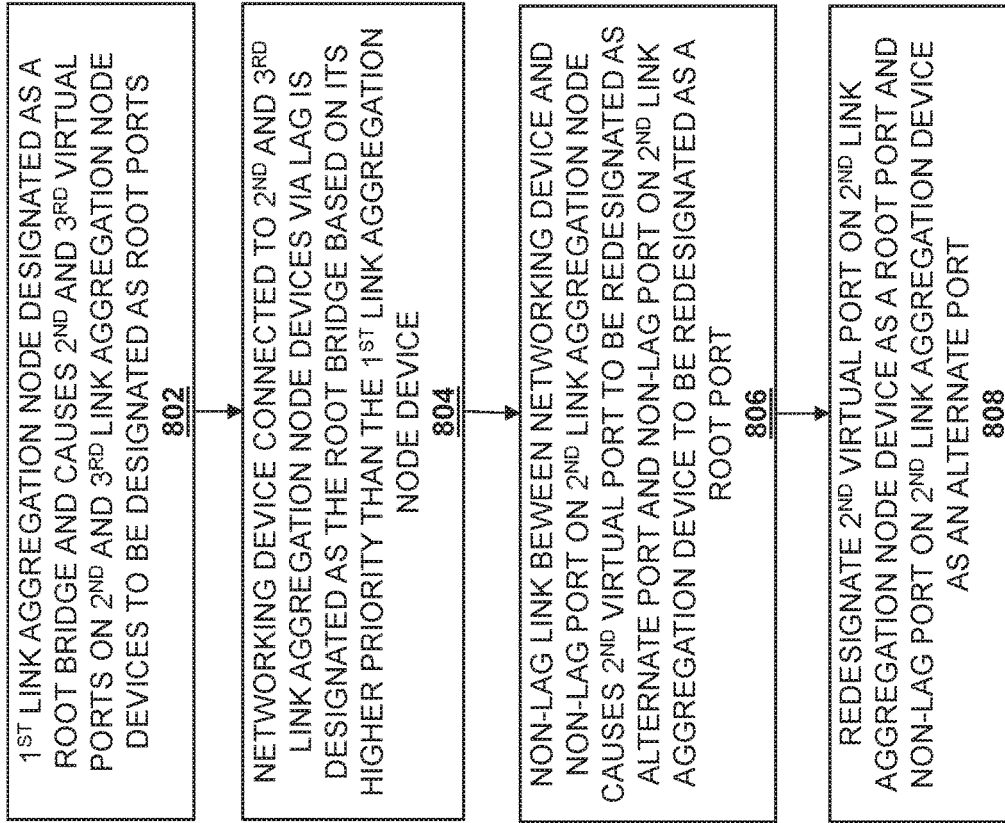 1ST LINK AGGREGATION NODE DESIGNATED AS A
ROOT BRIDGE AND CAUSES 2ND AND 3RD VIRTUAL
PORTS ON 2ND AND 3RD LINK AGGREGATION NODE
DEVICES TO BE DESIGNATED AS ROOT PORTS
802
NETWORKING DEVICE CONNECTED TO 2ND AND 3RD
LINK AGGREGATION NODE DEVICES VIA LAG IS
DESIGNATED AS THE ROOT BRIDGE BASED ON ITS
HIGHER PRIORITY THAN THE 1ST LINK AGGREGATION
NODE DEVICE
804
NON-LAG LINK BEWEEN NETWORKING DEVICE AND
NON-LAG PORT ON 2ND LINK AGGREGATION NODE
CAUSES 2ND VIRTUAL PORT TO BE REDESIGNATED AS
ALTERNATE PORT AND NON-LAG PORT ON 2ND LINK
AGGREGATION DEVICE TO BE REDESIGNATED AS A
ROOT PORT
806
REDESIGNATE 2ND VIRTUAL PORT ON 2ND LINK
AGGREGATION NODE DEVICE AS A ROOT PORT AND
NON-LAG PORT ON 2ND LINK AGGREGATION DEVICE
AS AN ALTERNATE PORT
808